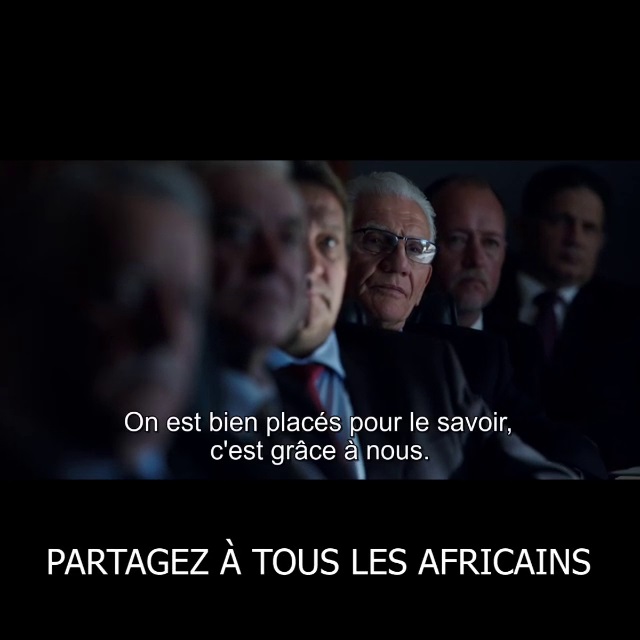 On est bien placés pour le savoir,
c'est grâce à nous.
PARTAGEZ À TOUS LES AFRICAINS